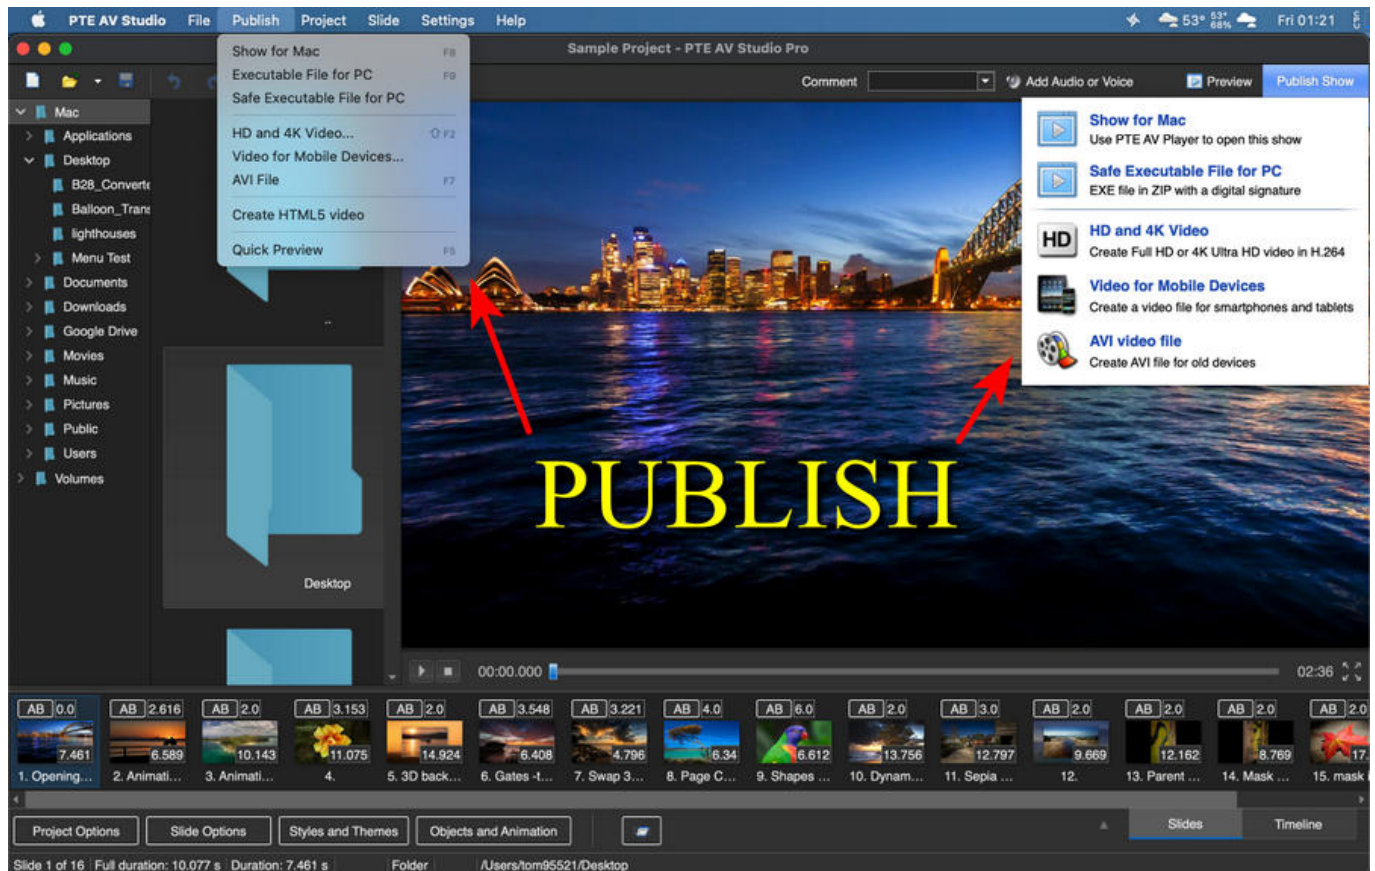 PTE AV Studio File Publish Project Slide Settings Help 53° 53° 68% Fri 01:21
Sample Project - PTE AV Studio Pro
Show for Mac F8
Executable File for PC F9
Safe Executable File for PC
HD and 4K Video... ⇧ F2
Video for Mobile Devices...
AVI File F7
Create HTML5 video
Quick Preview F5
Comment Add Audio or Voice Preview Publish Show
Mac
Applications
Desktop
B28_Converte
Balloon_Trans
lighthouses
Menu Test
Documents
Downloads
Google Drive
Movies
Music
Pictures
Public
Users
Volumes
..
Desktop
Show for Mac
Use PTE AV Player to open this show
Safe Executable File for PC
EXE file in ZIP with a digital signature
HD HD and 4K Video
Create Full HD or 4K Ultra HD video in H.264
Video for Mobile Devices
Create a video file for smartphones and tablets
AVI video file
Create AVI file for old devices
PUBLISH
00:00.000 02:36
AB 0.0 AB 2.616 AB 2.0 AB 3.153 AB 2.0 AB 3.548 AB 3.221 AB 4.0 AB 6.0 AB 2.0 AB 3.0 AB 2.0 AB 2.0 AB 2.0 AB 2.0
7.461 6.589 10.143 11.075 14.924 6.408 4.796 6.34 6.612 13.756 12.797 9.669 12.162 8.769 17.
1. Opening... 2. Animati... 3. Animati... 4. 5. 3D back... 6. Gates -t... 7. Swap 3... 8. Page C... 9. Shapes ... 10. Dynam... 11. Sepia ... 12. 13. Parent ... 14. Mask ... 15. mask i
Project Options Slide Options Styles and Themes Objects and Animation Slides Timeline
Slide 1 of 16 Full duration: 10.077 s Duration: 7.461 s Folder /Users/tom95521/Desktop